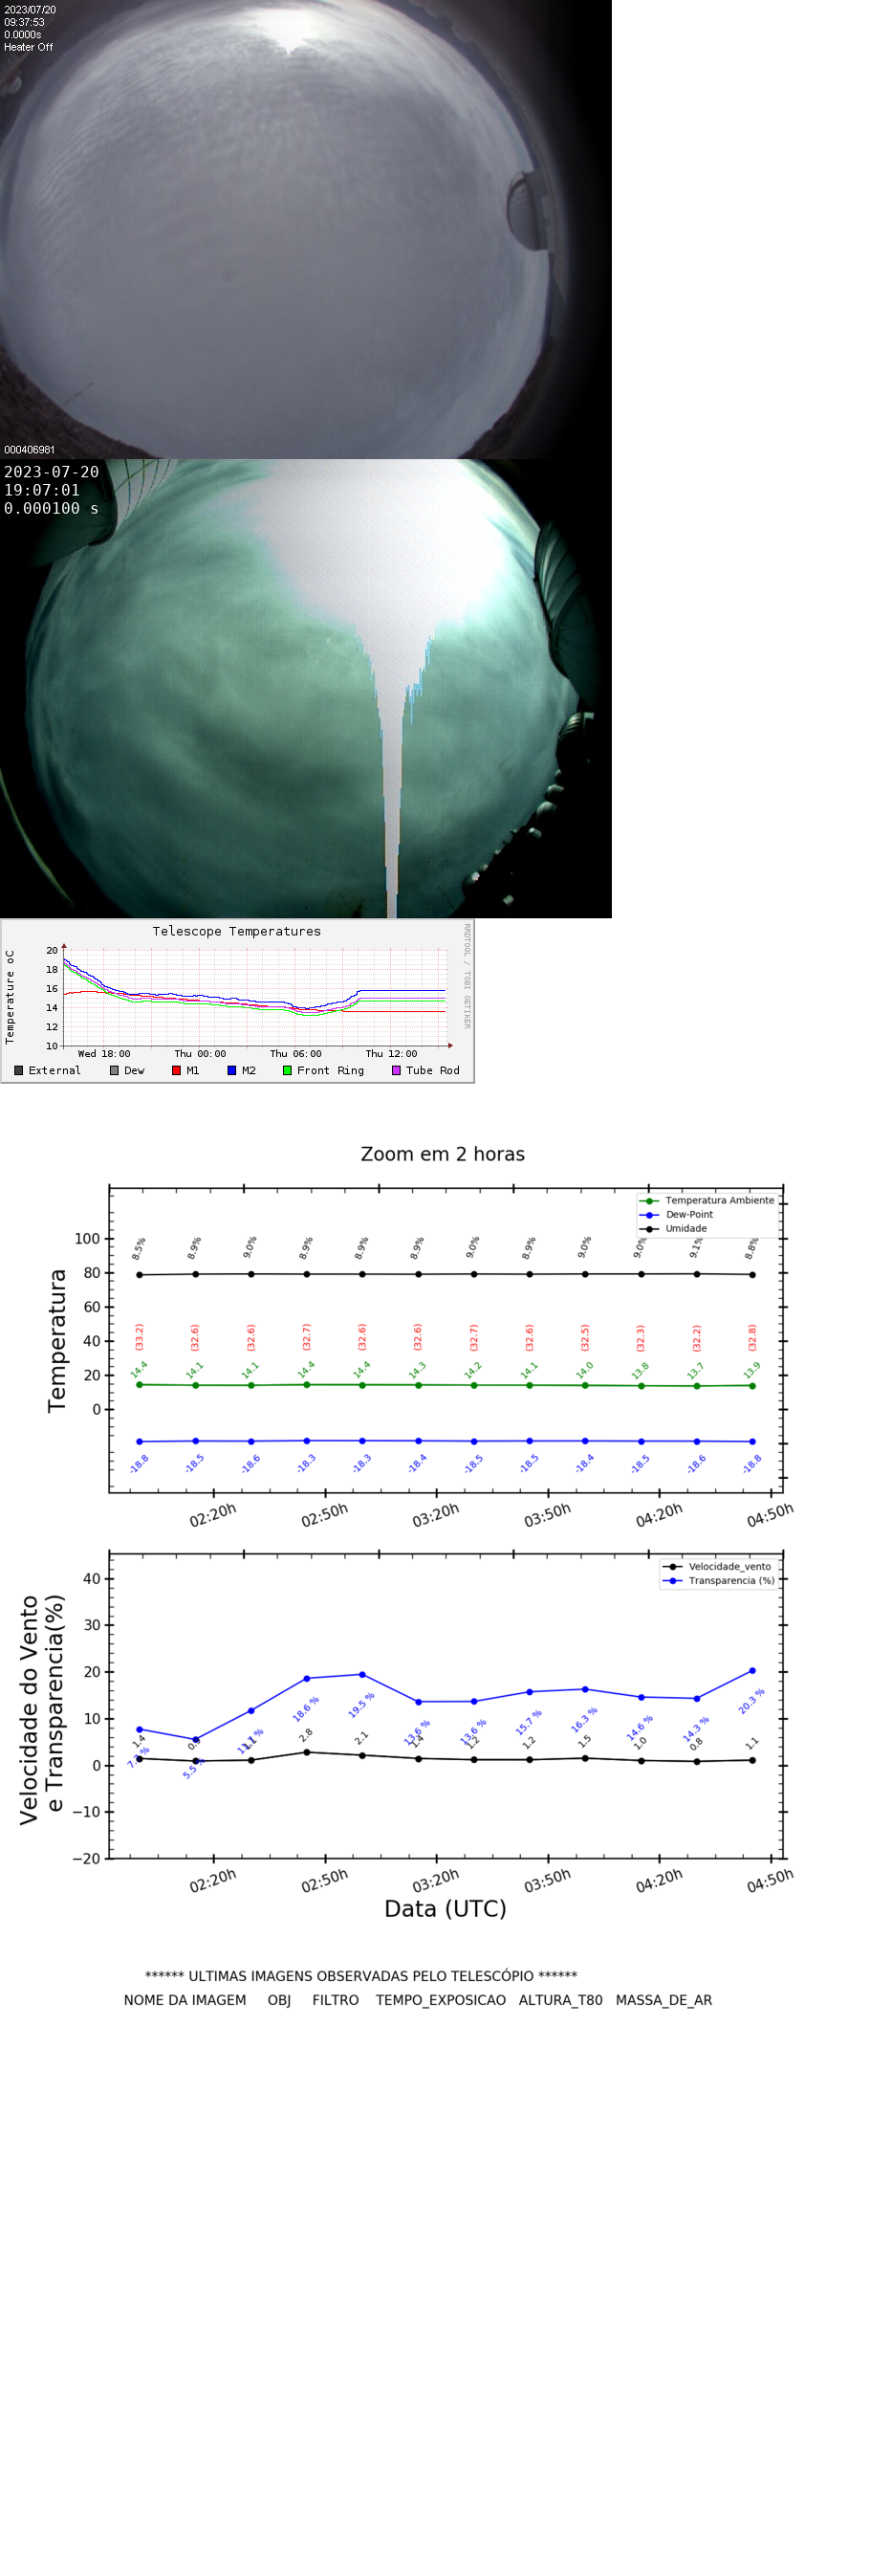 2023/07/20
09:37:53
0.0000s
Heater Off
000406981
2023-07-20
19:07:01
0.000100 s
Telescope Temperatures
RRDTOOL / TOBI OETIKER
Temperature oC
20
18
16
14
12
10
Wed 18:00 Thu 00:00 Thu 06:00 Thu 12:00
External Dew M1 M2 Front Ring Tube Rod
Zoom em 2 horas
Temperatura Ambiente
Dew-Point
Umidade
Temperatura
100
80
60
40
20
0
8.5% 8.9% 9.0% 8.9% 8.9% 8.9% 9.0% 8.9% 9.0% 9.0% 9.1% 8.8%
(33.2) (32.6) (32.6) (32.7) (32.6) (32.6) (32.7) (32.6) (32.5) (32.3) (32.2) (32.8)
14.4 14.1 14.1 14.4 14.4 14.3 14.2 14.1 14.0 13.8 13.7 13.9
-18.8 -18.5 -18.6 -18.3 -18.3 -18.4 -18.5 -18.5 -18.4 -18.5 -18.6 -18.8
02:20h 02:50h 03:20h 03:50h 04:20h 04:50h
Velocidade_vento
Transparencia (%)
Velocidade do Vento
e Transparencia(%)
40
30
20
10
0
−10
−20
18.6 % 19.5 % 13.6 % 13.6 % 15.7 % 16.3 % 14.6 % 14.3 % 20.3 %
1.4 2.8 2.1 1.4 1.2 1.2 1.5 1.0 0.8 1.1
02:20h 02:50h 03:20h 03:50h 04:20h 04:50h
Data (UTC)
****** ULTIMAS IMAGENS OBSERVADAS PELO TELESCÓPIO ******
NOME DA IMAGEM OBJ FILTRO TEMPO_EXPOSICAO ALTURA_T80 MASSA_DE_AR